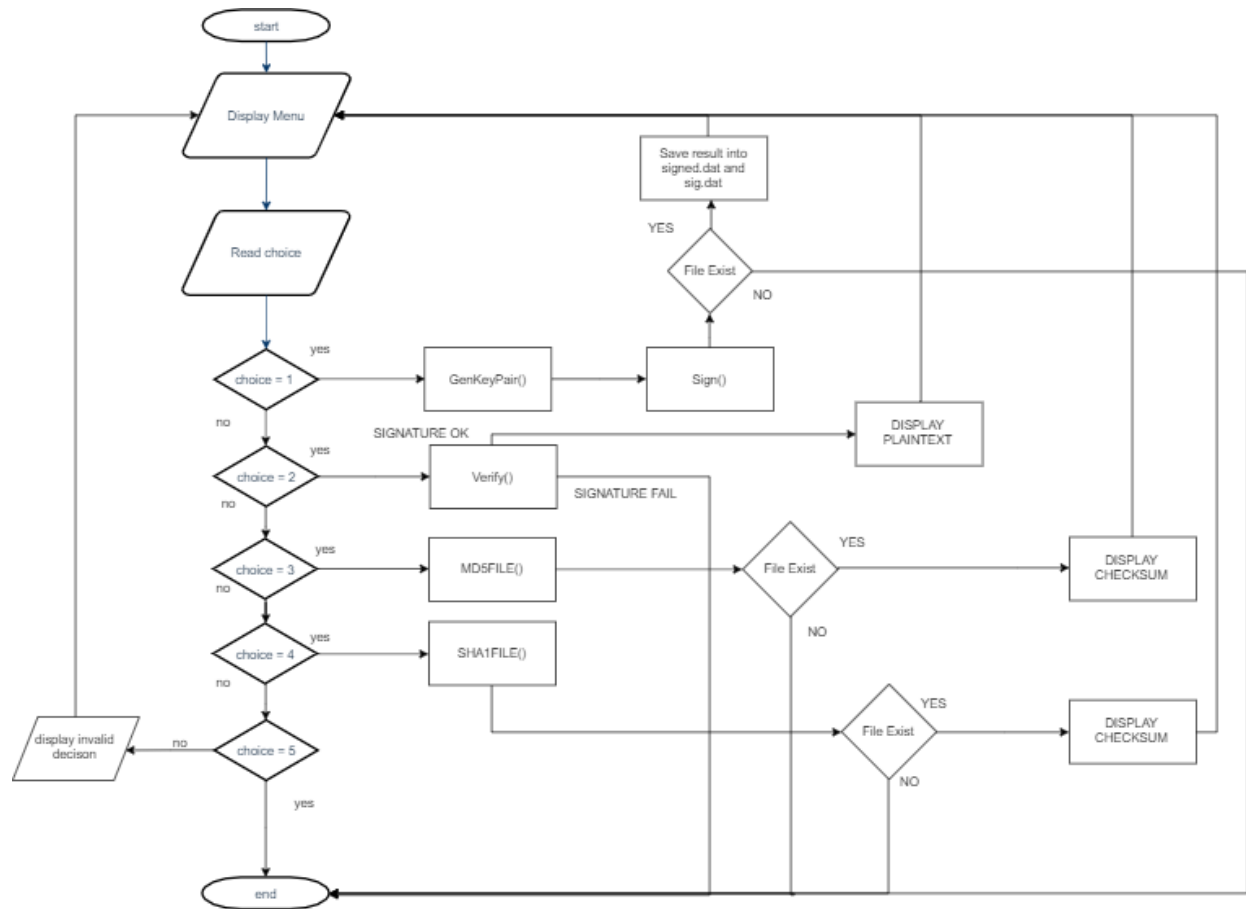 start
Display Menu
Save result into
signed.dat and
sig.dat
Read choice
YES
File Exist
NO
yes
choice = 1
GenKeyPair()
Sign()
no
DISPLAY
PLAINTEXT
SIGNATURE OK
yes
choice = 2
Verify()
SIGNATURE FAIL
no
yes
choice = 3
MD5FILE()
File Exist
YES
DISPLAY
CHECKSUM
no
NO
yes
choice = 4
SHA1FILE()
no
YES
File Exist
DISPLAY
CHECKSUM
NO
display invalid
decison
no
choice = 5
yes
end